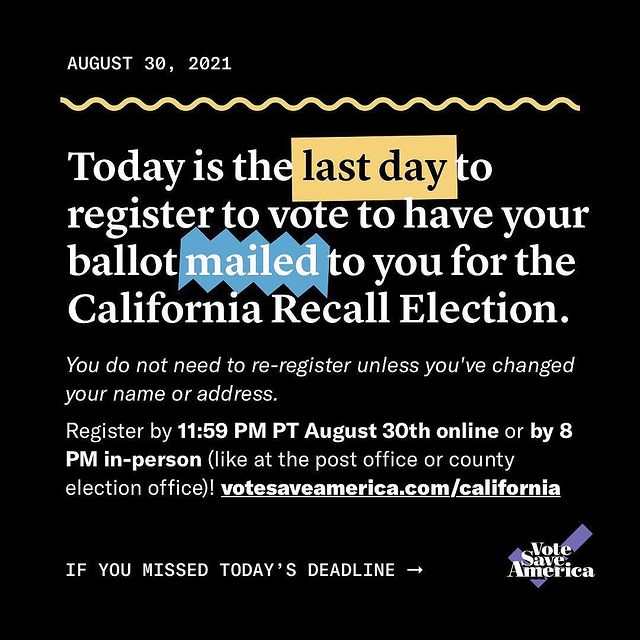 AUGUST 30, 2021
Today is the last day to
register to vote to have your
ballot mailed to you for the
California Recall Election.
You do not need to re-register unless you've changed
your name or address.
Register by 11:59 PM PT August 30th online or by 8
PM in-person (like at the post office or county
election office)! votesaveamerica.com/california
IF YOU MISSED TODAY’S DEADLINE →
Vote
Save
America